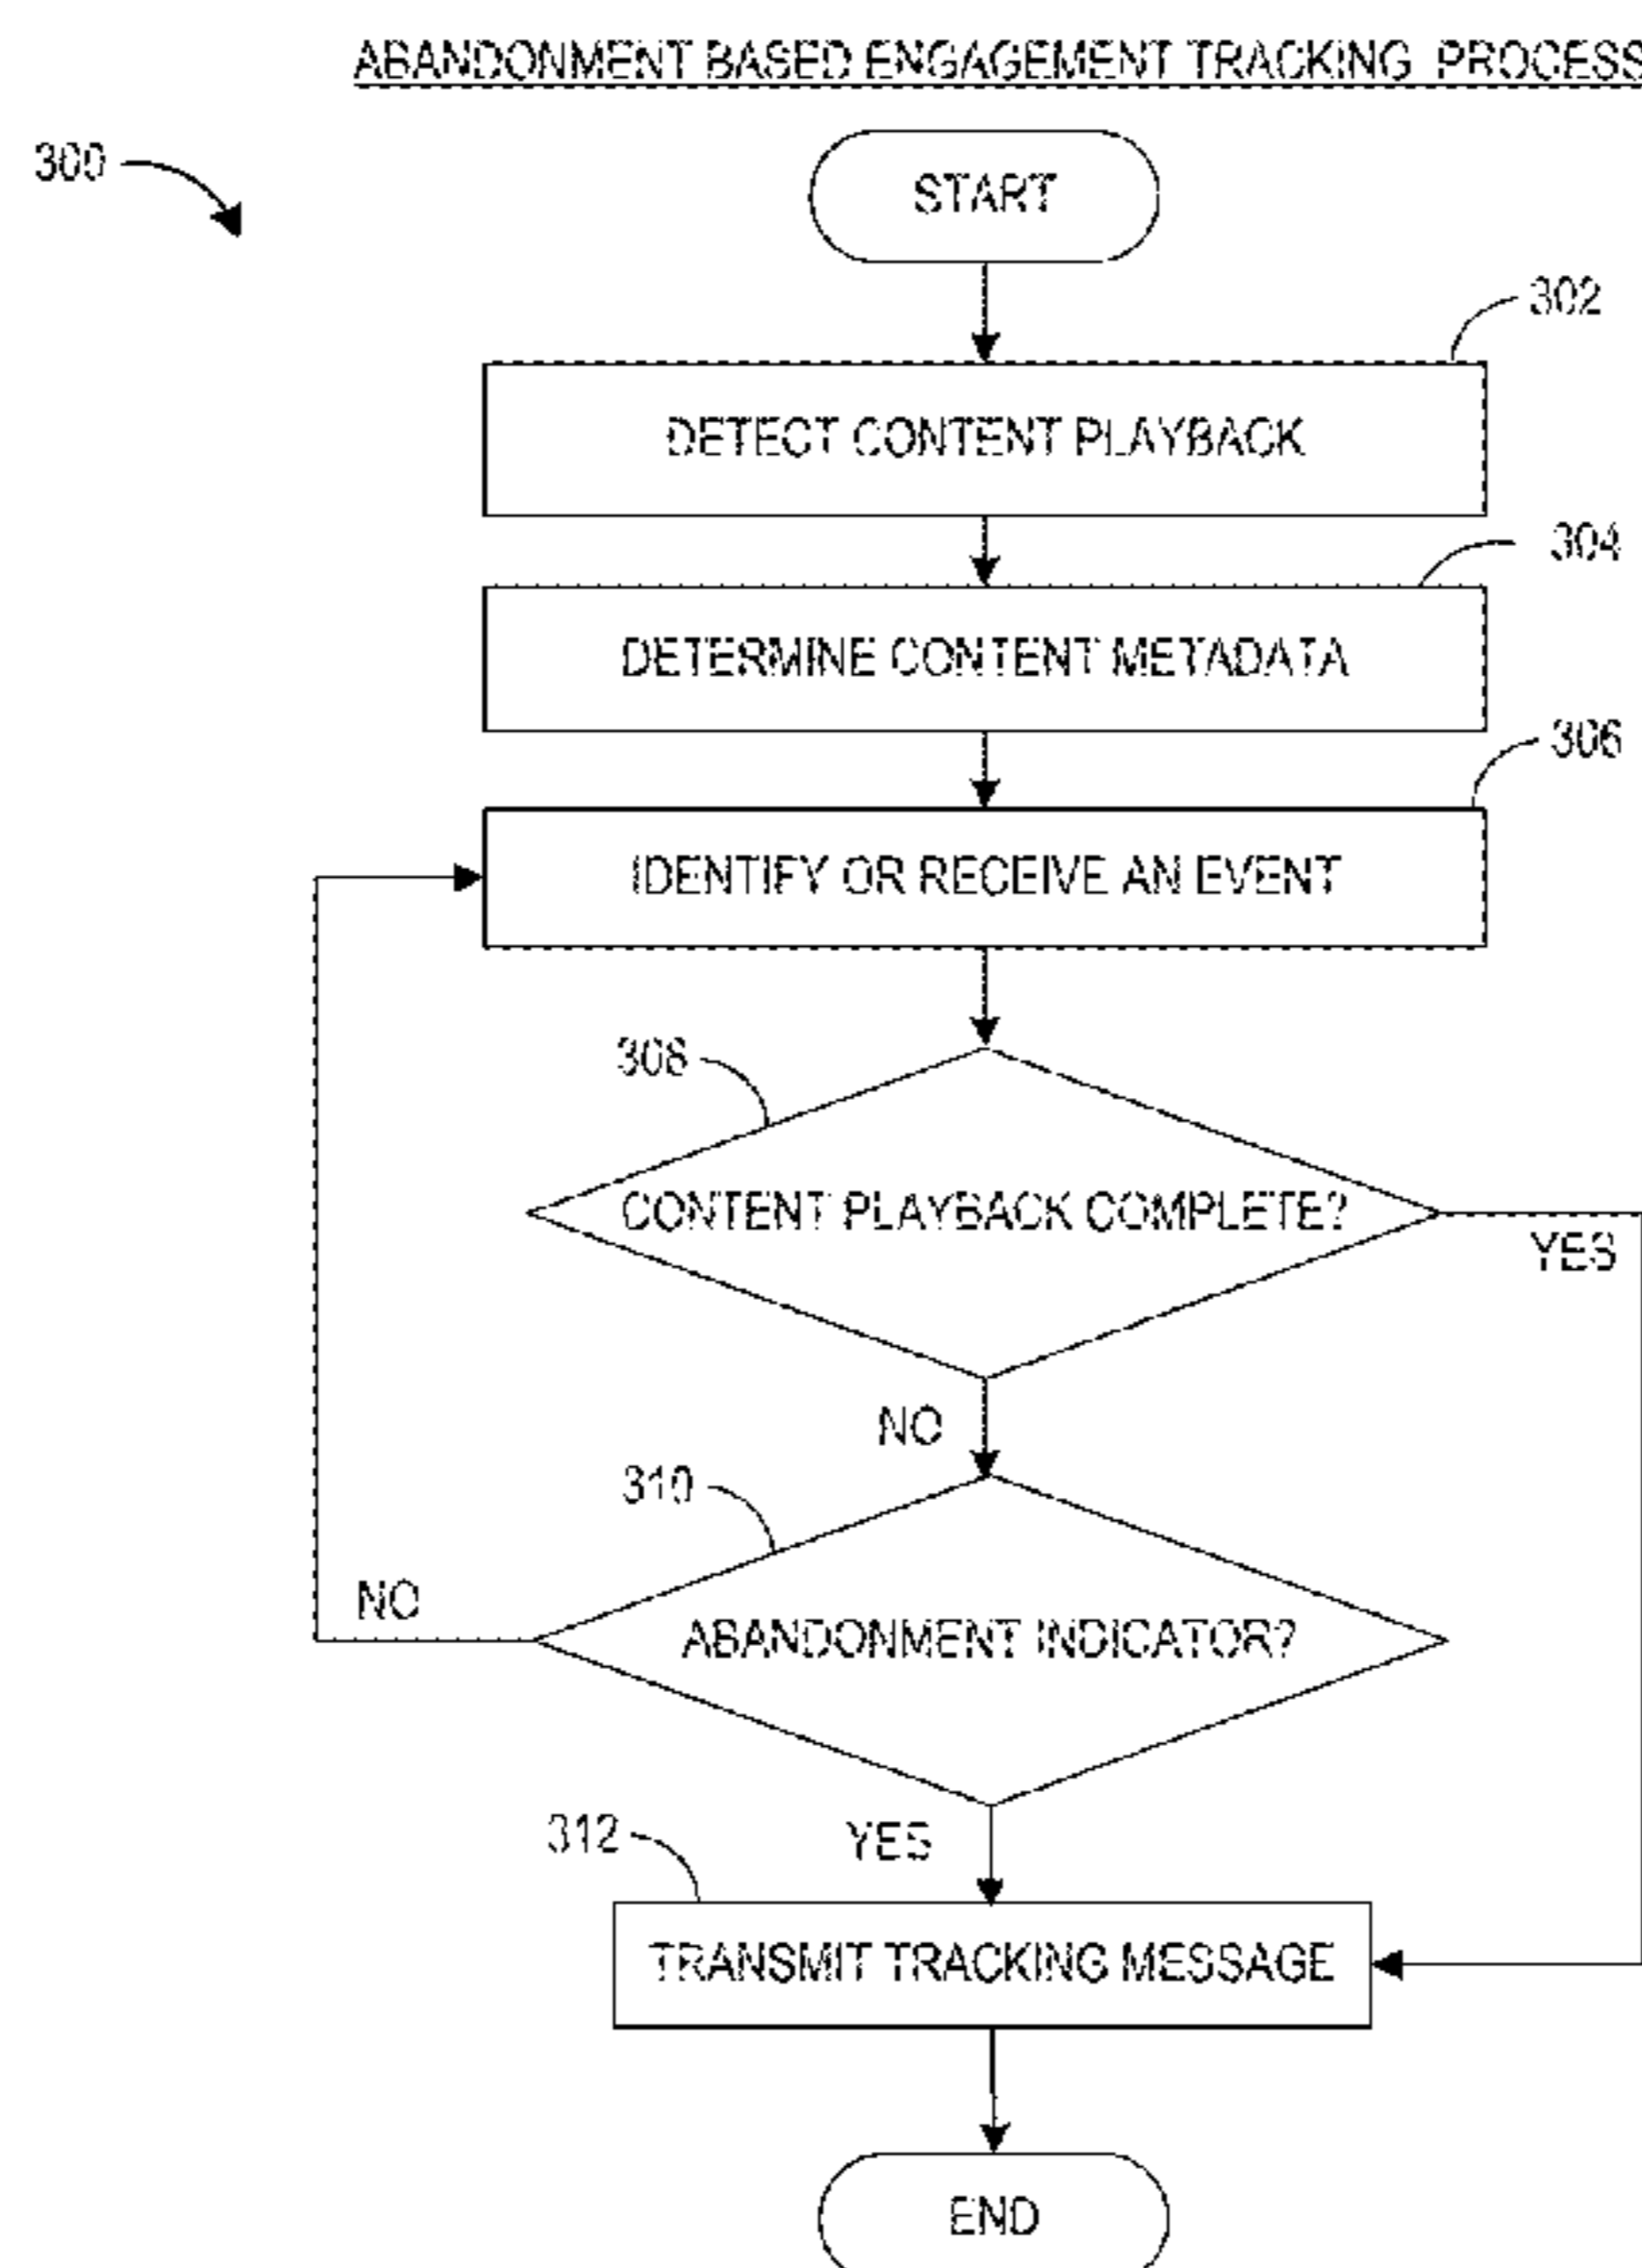 ABANDONMENT BASED ENGAGEMENT TRACKING PROCESS
300
START
302
DETECT CONTENT PLAYBACK
304
DETERMINE CONTENT METADATA
306
IDENTIFY OR RECEIVE AN EVENT
308
CONTENT PLAYBACK COMPLETE?
YES
NO
310
NO
ABANDONMENT INDICATOR?
312
YES
TRANSMIT TRACKING MESSAGE
END